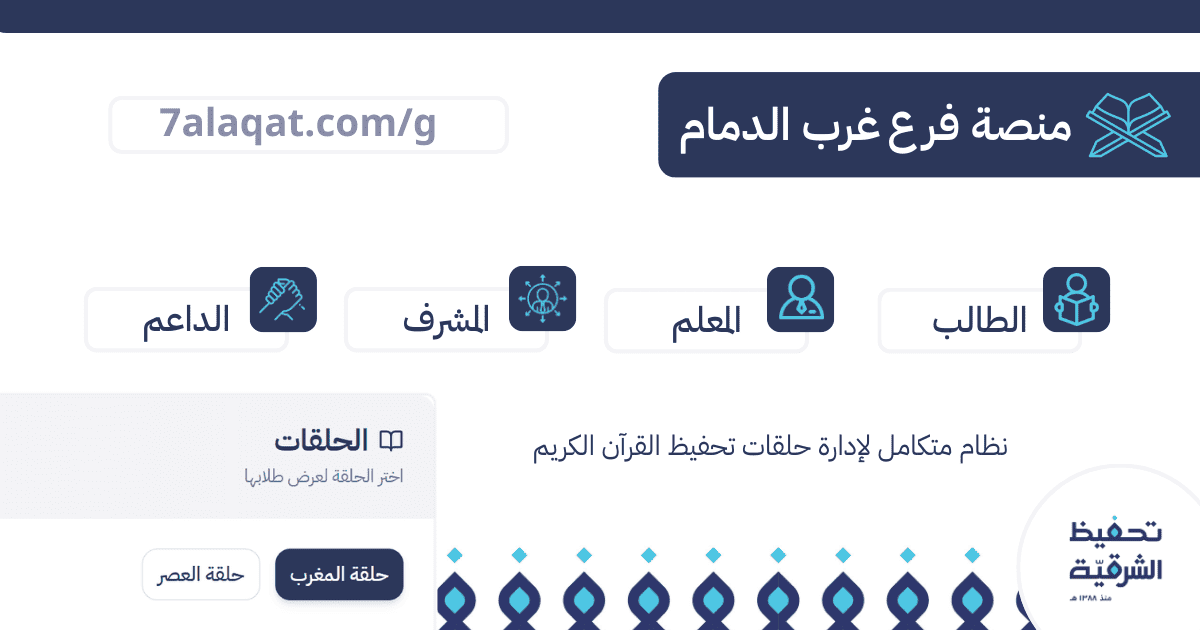 منصة فرع غرب الدمام
7alaqat.com/g
الطالب
المعلم
المشرف
الداعم
نظام متكامل لإدارة حلقات تحفيظ القرآن الكريم
الحلقات
اختر الحلقة لعرض طلابها
حلقة المغرب
حلقة العصر
تحفيظ
الشرقية
منذ ١٣٨٨ هـ